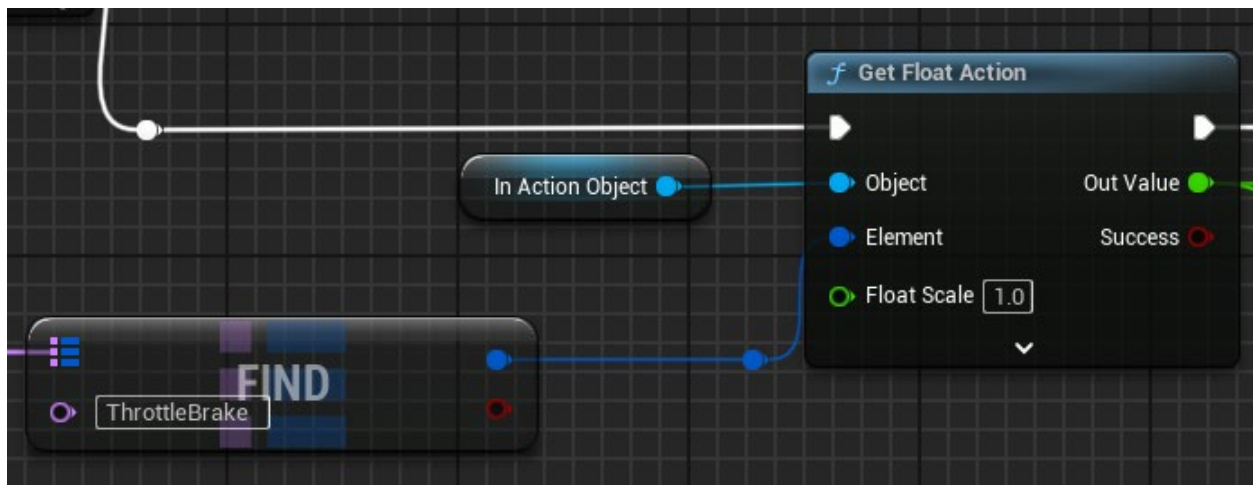 Get Float Action
In Action Object
Object
Out Value
Element
Success
Float Scale 1.0
FIND
ThrottleBrake